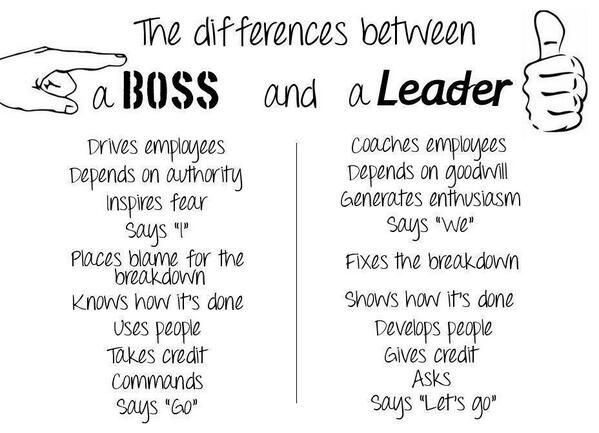 The differences between
a BOSS and a Leader
Drives employees
Depends on authority
Inspires fear
Says "I"
Places blame for the
breakdown
Knows how it's done
Uses people
Takes credit
Commands
Says "Go"
Coaches employees
Depends on goodwill
Generates enthusiasm
Says "We"
Fixes the breakdown
Shows how it's done
Develops people
Gives credit
Asks
Says "Let's go"